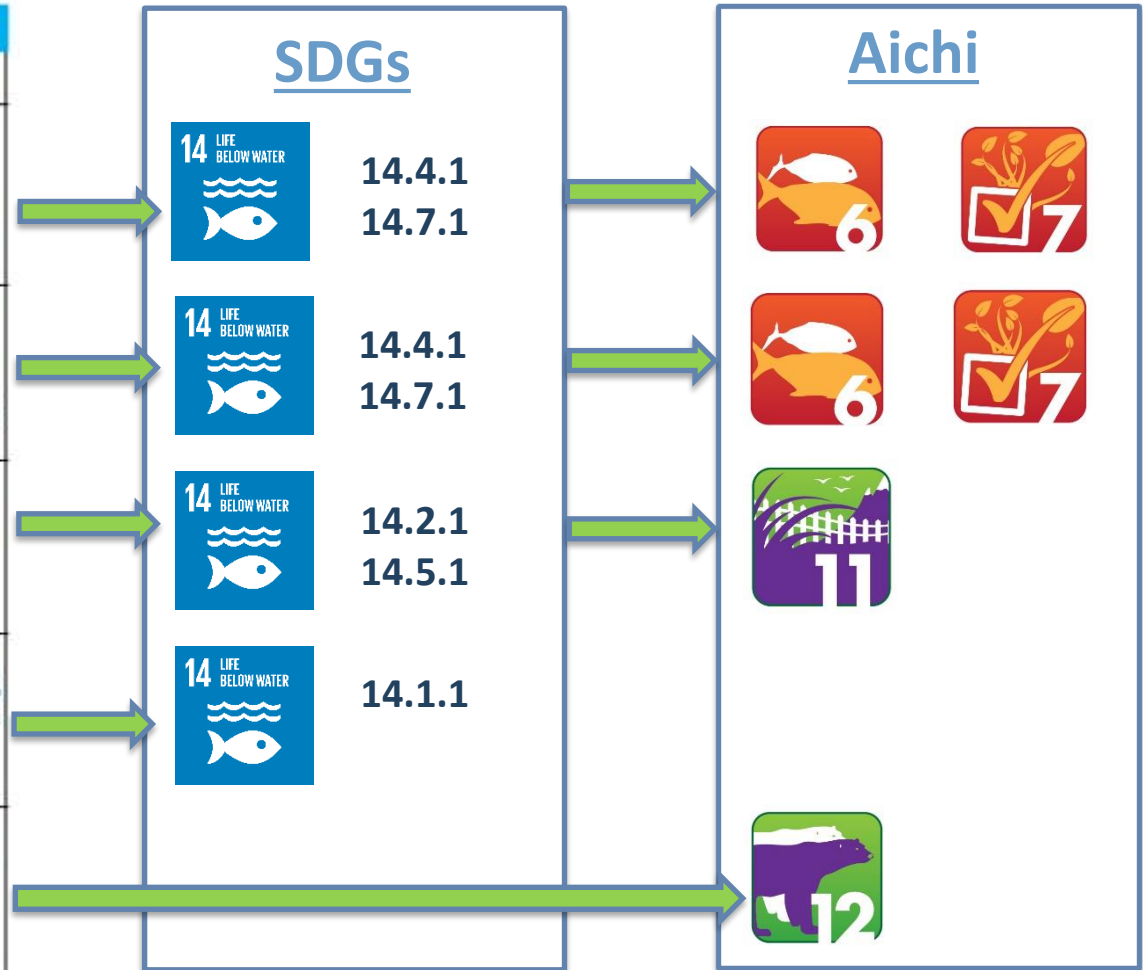 SDGs
Aichi
14 LIFE
BELOW WATER
14.4.1
14.7.1
6
7
14 LIFE
BELOW WATER
14.4.1
14.7.1
6
7
14 LIFE
BELOW WATER
14.2.1
14.5.1
11
14 LIFE
BELOW WATER
14.1.1
12